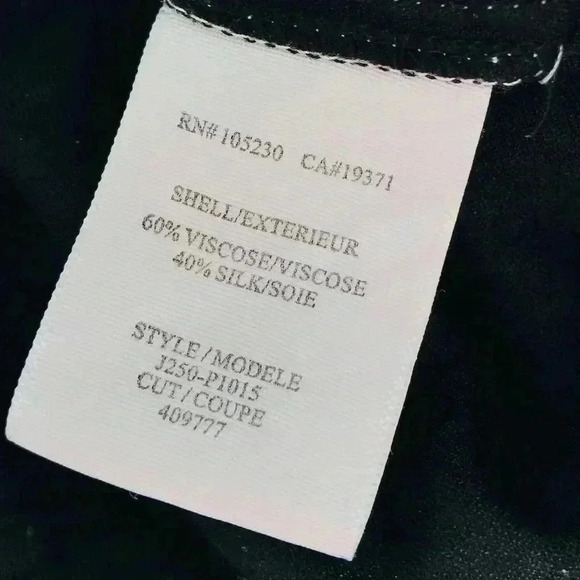 RN# 105230 CA#19371
SHELL/EXTERIEUR
60% VISCOSE/VISCOSE
40% SILK/SOIE
STYLE / MODELE
J250-P1015
CUT / COUPE
409777